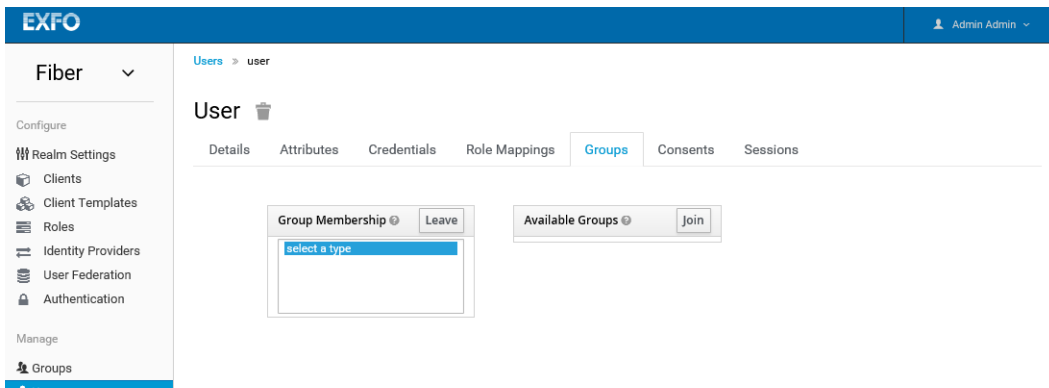 EXFO
Admin Admin
Fiber
Users » user
User
Configure
Details Attributes Credentials Role Mappings Groups Consents Sessions
Realm Settings
Clients
Client Templates
Roles
Identity Providers
User Federation
Authentication
Group Membership Leave
select a type
Available Groups Join
Manage
Groups